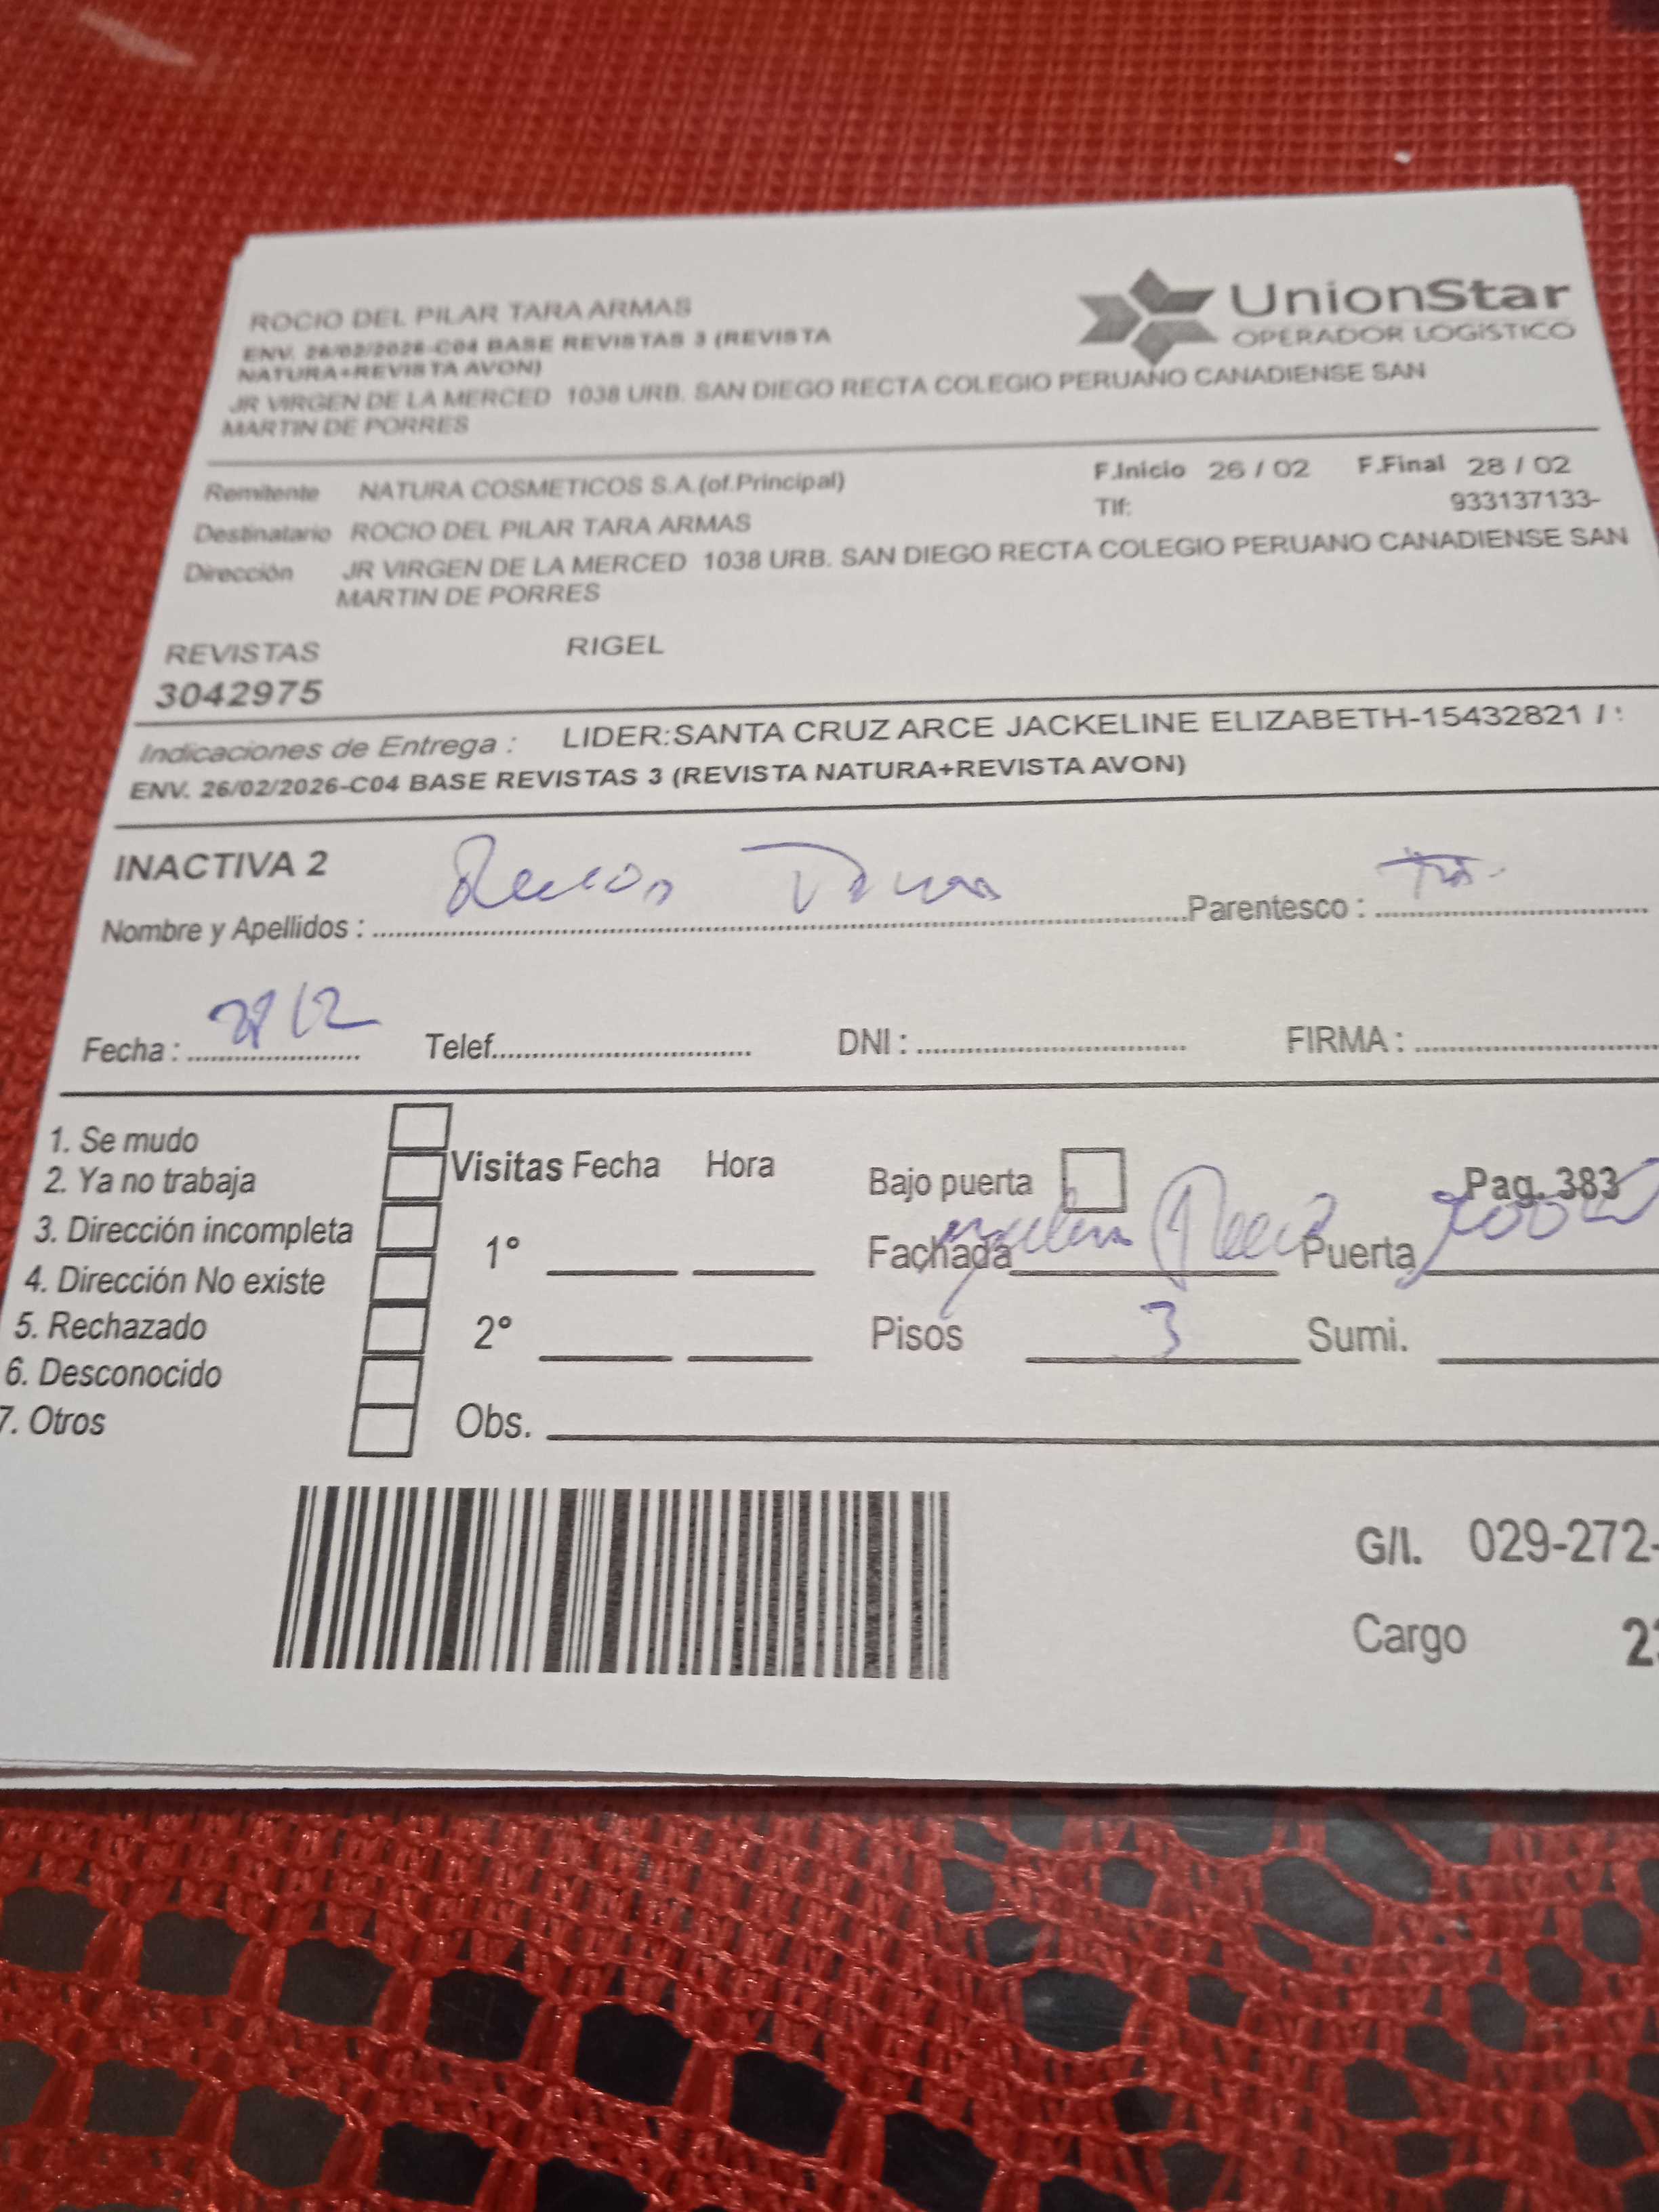 ROCIO DEL PILAR TARA ARMAS
ENV. 26/02/2026-C04 BASE REVISTAS 3 (REVISTA
NATURA+REVISTA AVON)
JR VIRGEN DE LA MERCED 1038 URB. SAN DIEGO RECTA COLEGIO PERUANO CANADIENSE SAN
MARTIN DE PORRES
UnionStar
OPERADOR LOGíSTICO
Remitente NATURA COSMETICOS S.A.(of.Principal) F.Inicio 26 / 02 F.Final 28 / 02
Tlf: 933137133-
Destinatario ROCIO DEL PILAR TARA ARMAS
Dirección JR VIRGEN DE LA MERCED 1038 URB. SAN DIEGO RECTA COLEGIO PERUANO CANADIENSE SAN
MARTIN DE PORRES
REVISTAS RIGEL
3042975
Indicaciones de Entrega : LIDER:SANTA CRUZ ARCE JACKELINE ELIZABETH-15432821 /
ENV. 26/02/2026-C04 BASE REVISTAS 3 (REVISTA NATURA+REVISTA AVON)
INACTIVA 2
Nombre y Apellidos : Parentesco :
Fecha : 28/2 Telef. DNI : FIRMA :
1. Se mudo
2. Ya no trabaja
3. Dirección incompleta
4. Dirección No existe
5. Rechazado
6. Desconocido
7. Otros
Visitas Fecha Hora
1°
2°
Obs.
Bajo puerta Pag. 383
Fachada Puerta
Pisos 3 Sumi.
G/I. 029-272-
Cargo